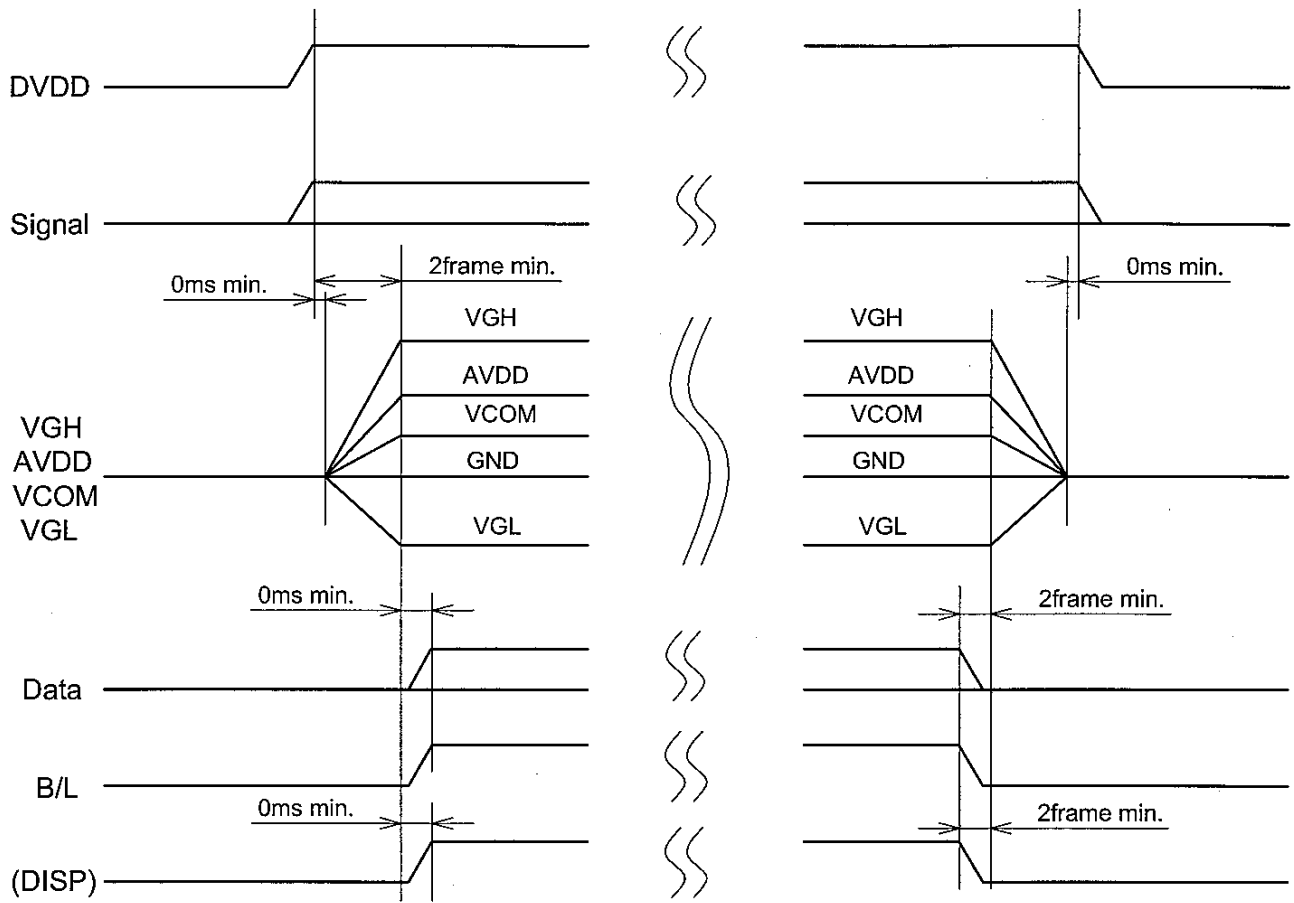 DVDD
Signal
2frame min.
0ms min.
0ms min.
VGH
VGH
AVDD
AVDD
VCOM
VCOM
GND
GND
VGL
VGL
VGH
AVDD
VCOM
VGL
0ms min.
2frame min.
Data
B/L
0ms min.
2frame min.
(DISP)